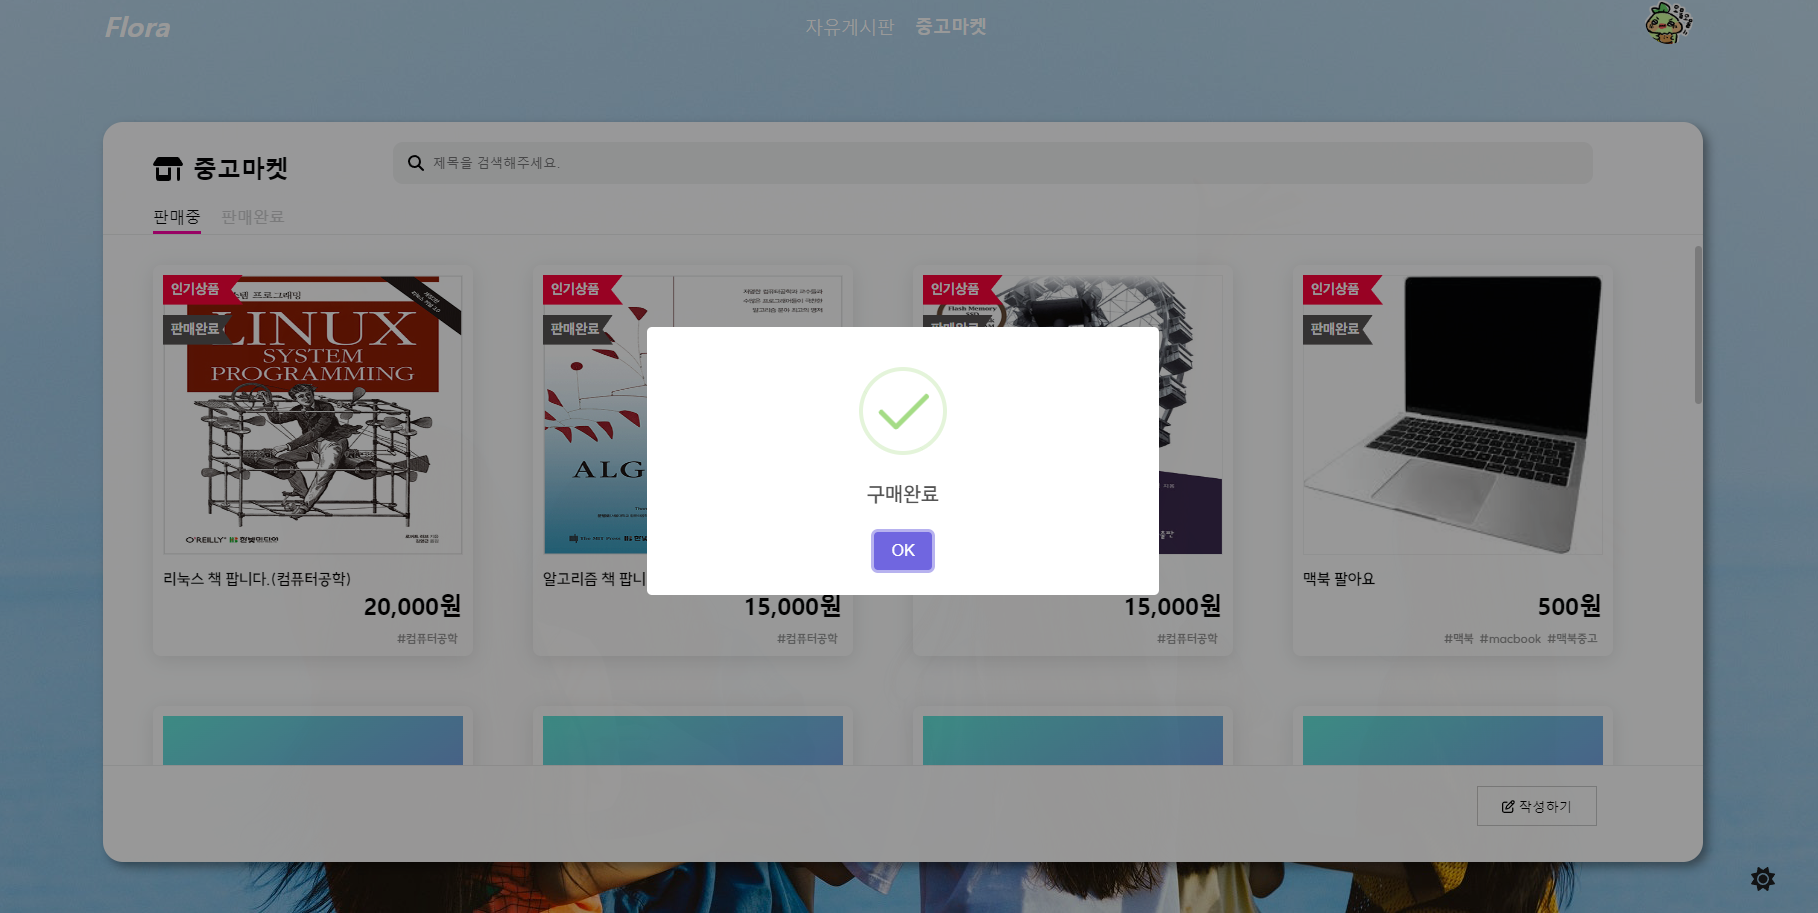 Flora
자유게시판 중고마켓
중고마켓
제목을 검색해주세요.
판매중 판매완료
인기상품
판매완료
LINUX
SYSTEM
PROGRAMMING
O'REILLY 한빛미디어
리눅스 책 팝니다.(컴퓨터공학)
20,000원
#컴퓨터공학
인기상품
판매완료
ALG
The MIT Press
알고리즘 책 팝니
15,000원
#컴퓨터공학
인기상품
Flash Memory
SSD
15,000원
#컴퓨터공학
인기상품
판매완료
맥북 팔아요
500원
#맥북 #macbook #맥북중고
구매완료
OK
작성하기